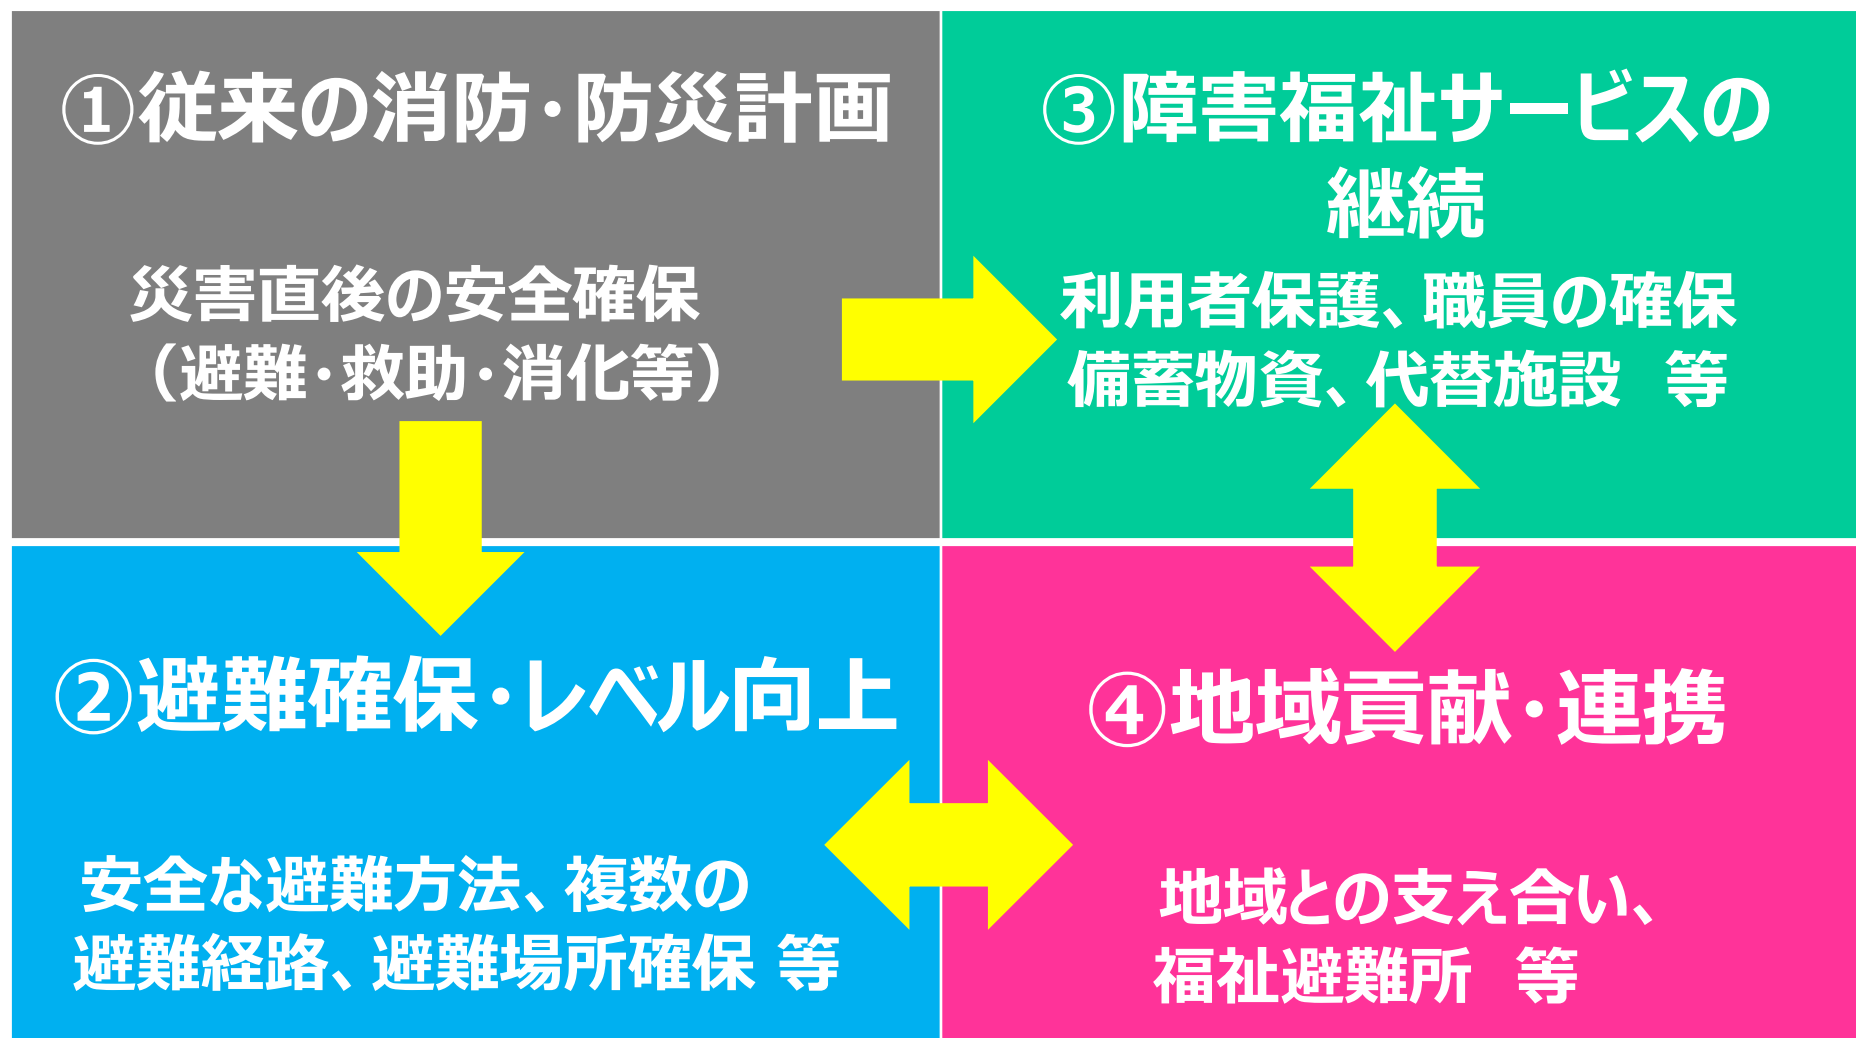 ①従来の消防・防災計画
災害直後の安全確保
（避難・救助・消化等）
③障害福祉サービスの
継続
利用者保護、職員の確保
備蓄物資、代替施設　等
②避難確保・レベル向上
安全な避難方法、複数の
避難経路、避難場所確保 等
④地域貢献・連携
地域との支え合い、
福祉避難所　等